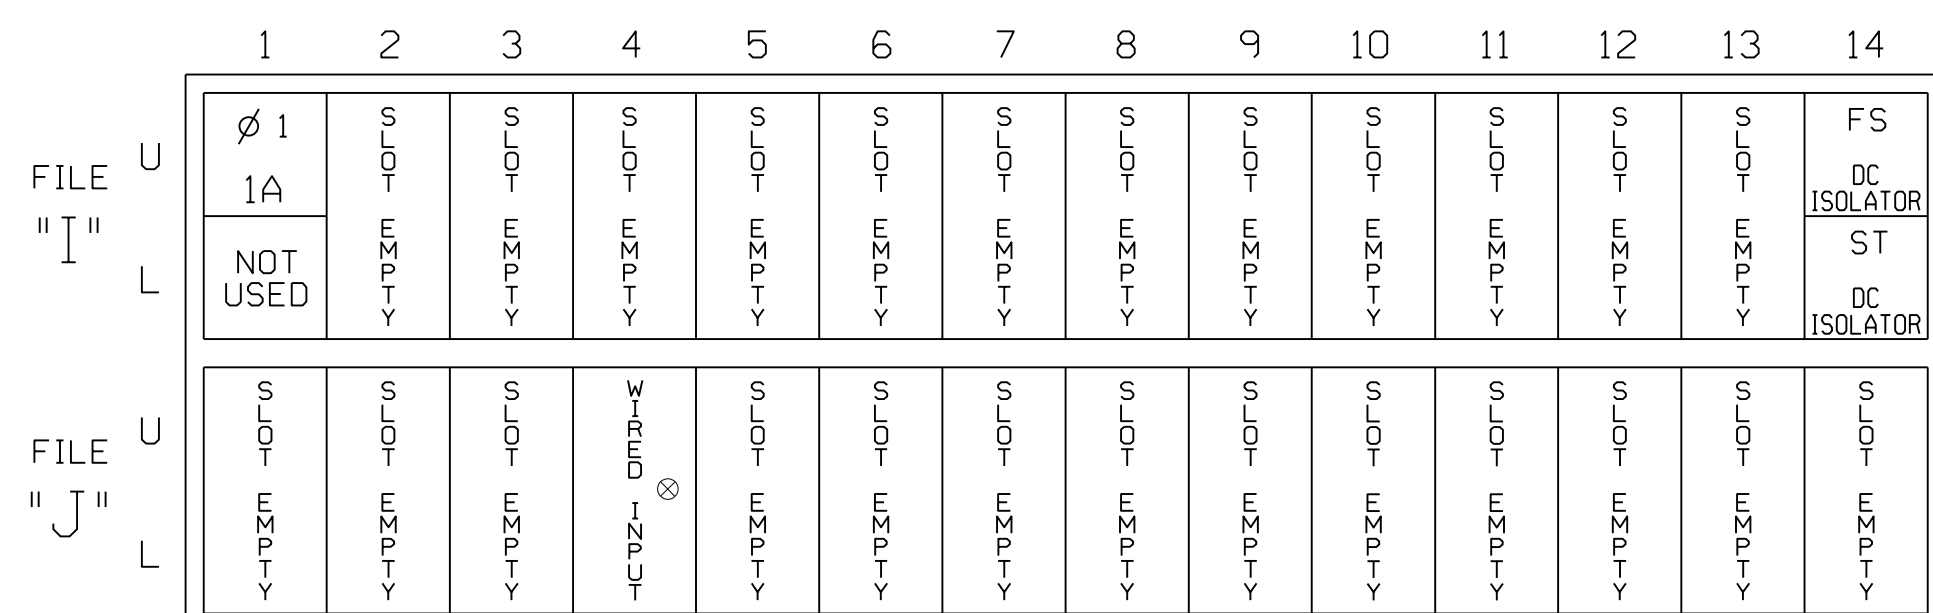 1 2 3 4 5 6 7 8 9 10 11 12 13 14
FILE
"I"
U
L
Ø 1
1A
NOT
USED
SLOT EMPTY
SLOT EMPTY
SLOT EMPTY
SLOT EMPTY
SLOT EMPTY
SLOT EMPTY
SLOT EMPTY
SLOT EMPTY
SLOT EMPTY
SLOT EMPTY
SLOT EMPTY
SLOT EMPTY
FS
DC
ISOLATOR
ST
DC
ISOLATOR
FILE
"J"
U
L
SLOT EMPTY
SLOT EMPTY
SLOT EMPTY
WIRED INPUT
⊗
SLOT EMPTY
SLOT EMPTY
SLOT EMPTY
SLOT EMPTY
SLOT EMPTY
SLOT EMPTY
SLOT EMPTY
SLOT EMPTY
SLOT EMPTY
SLOT EMPTY